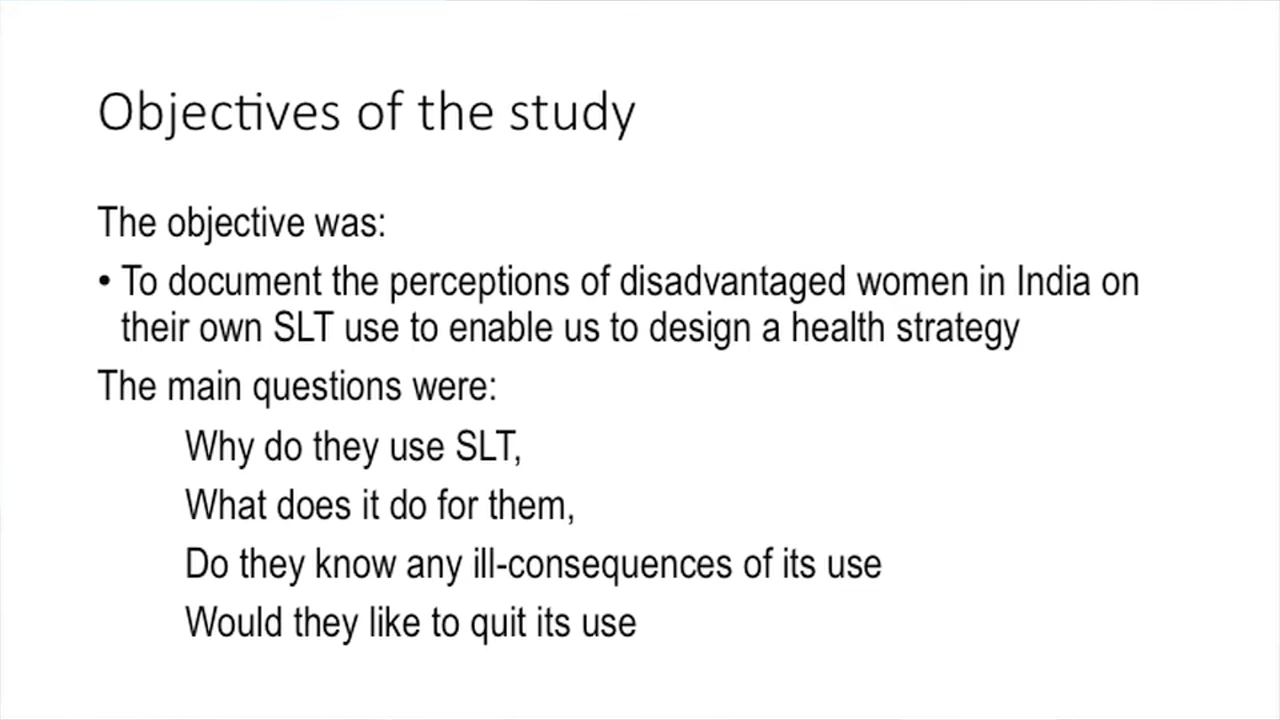 Objectives of the study
The objective was:
• To document the perceptions of disadvantaged women in India on
their own SLT use to enable us to design a health strategy
The main questions were:
Why do they use SLT,
What does it do for them,
Do they know any ill-consequences of its use
Would they like to quit its use